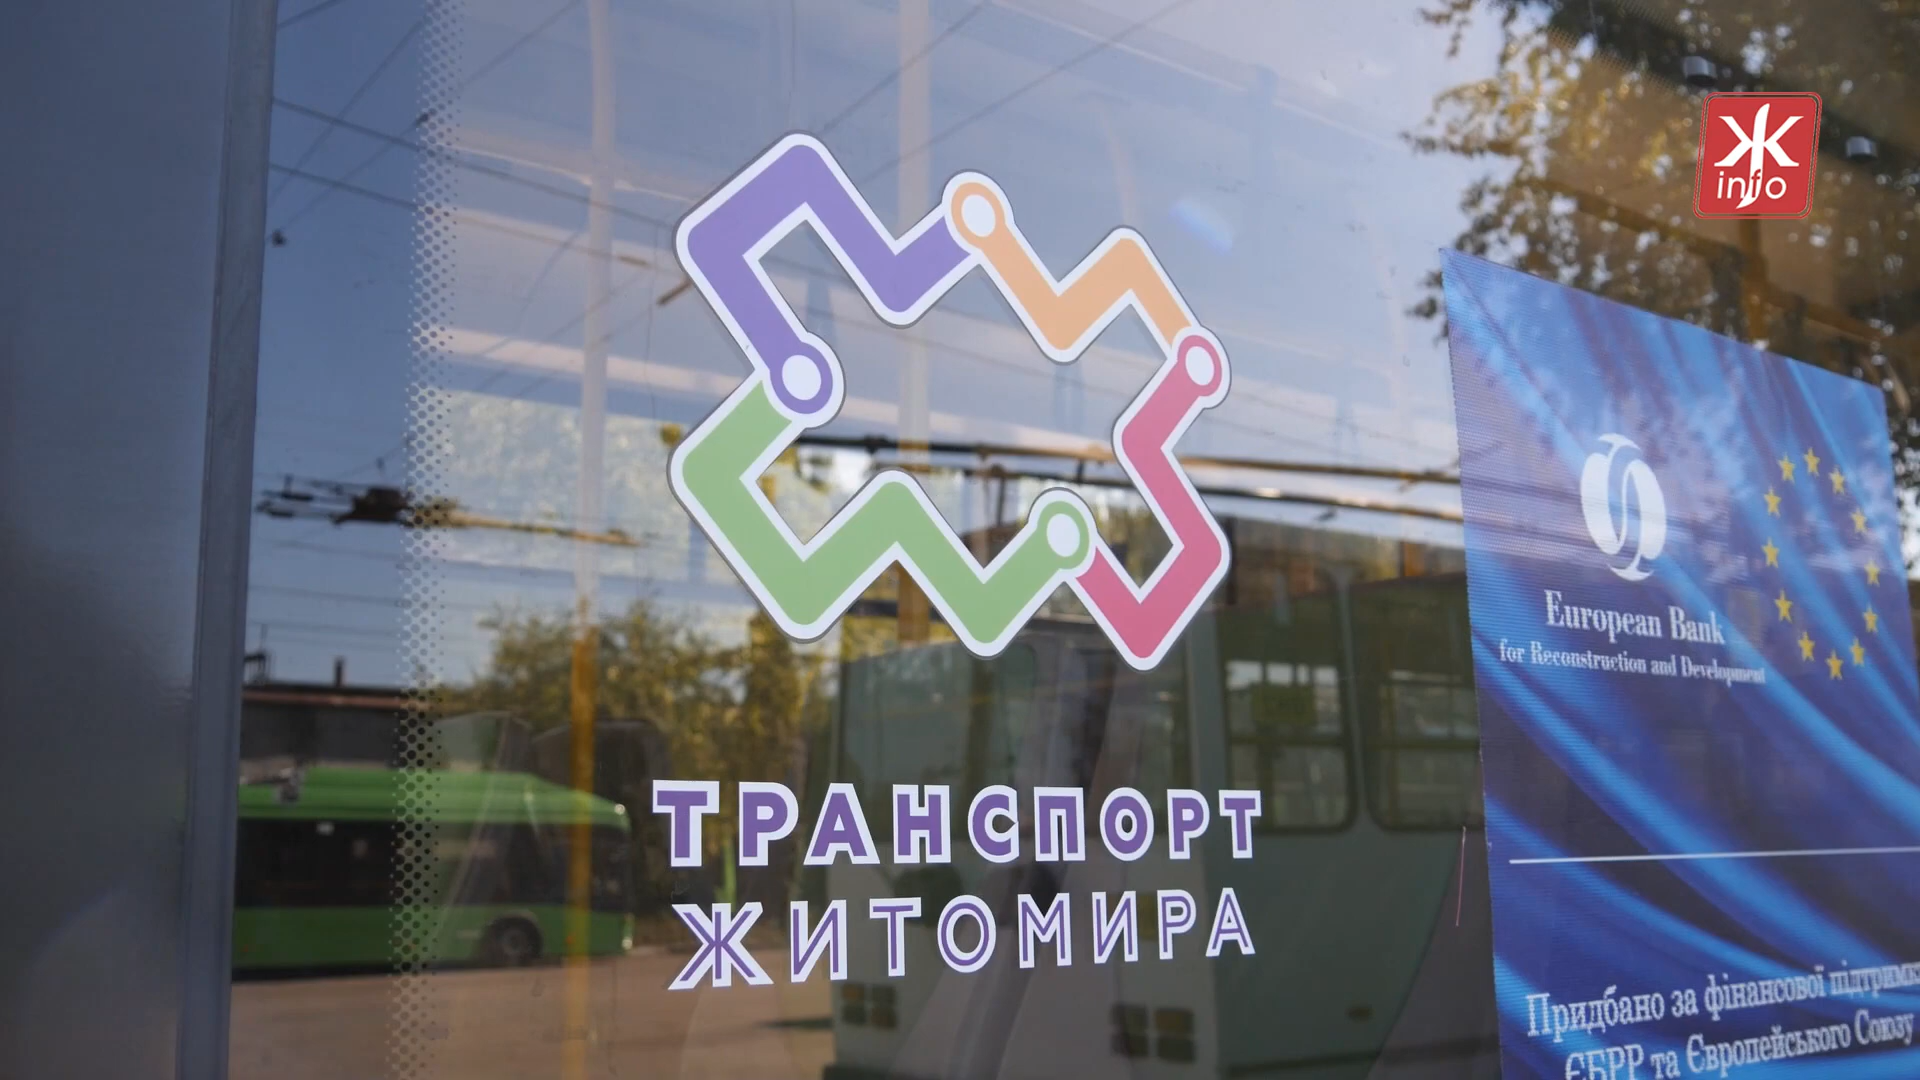 Ж
info
ТРАНСПОРТ
ЖИТОМИРА
European Bank
for Reconstruction and Development
Придбано за фінансової підтримки
ЄБРР та Європейського Союзу